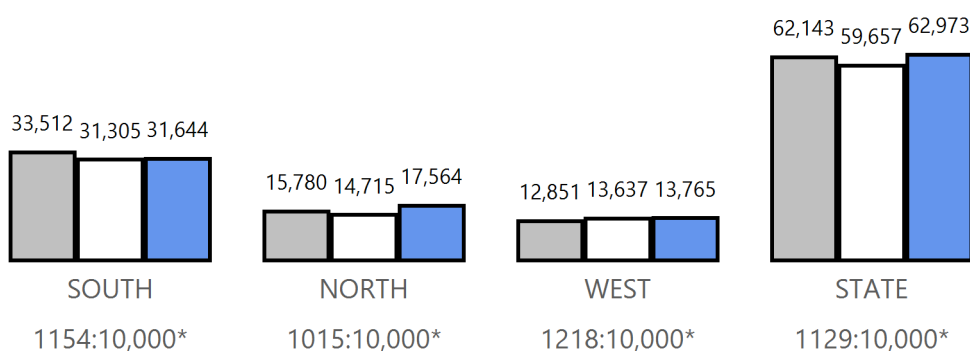 62,143 59,657 62,973
33,512 31,305 31,644
15,780 14,715 17,564
12,851 13,637 13,765
SOUTH NORTH WEST STATE
1154:10,000* 1015:10,000* 1218:10,000* 1129:10,000*